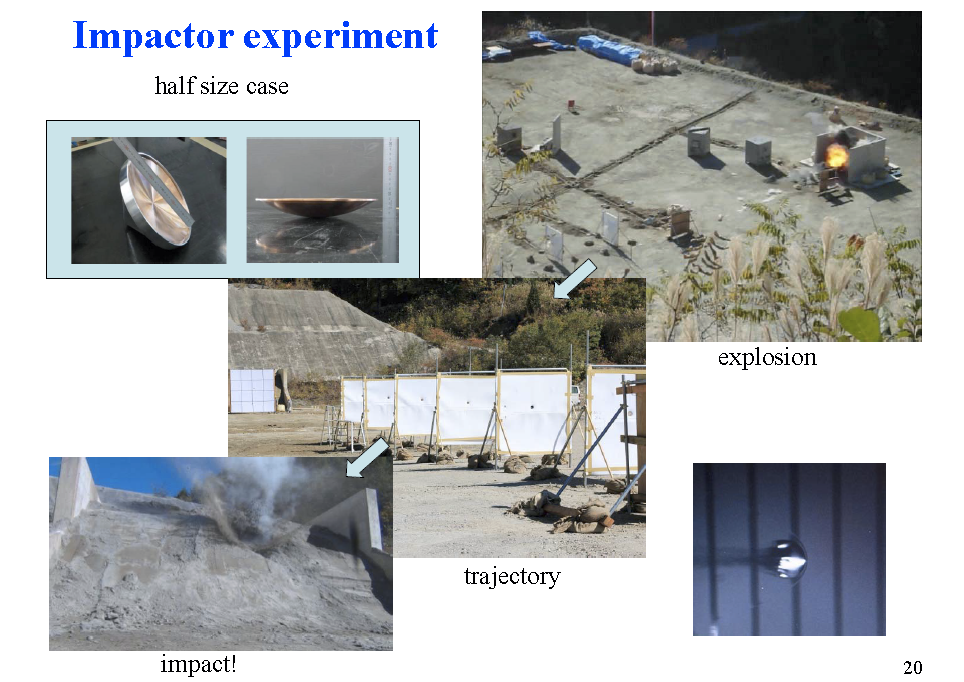 Impactor experiment
half size case
explosion
trajectory
impact!
20